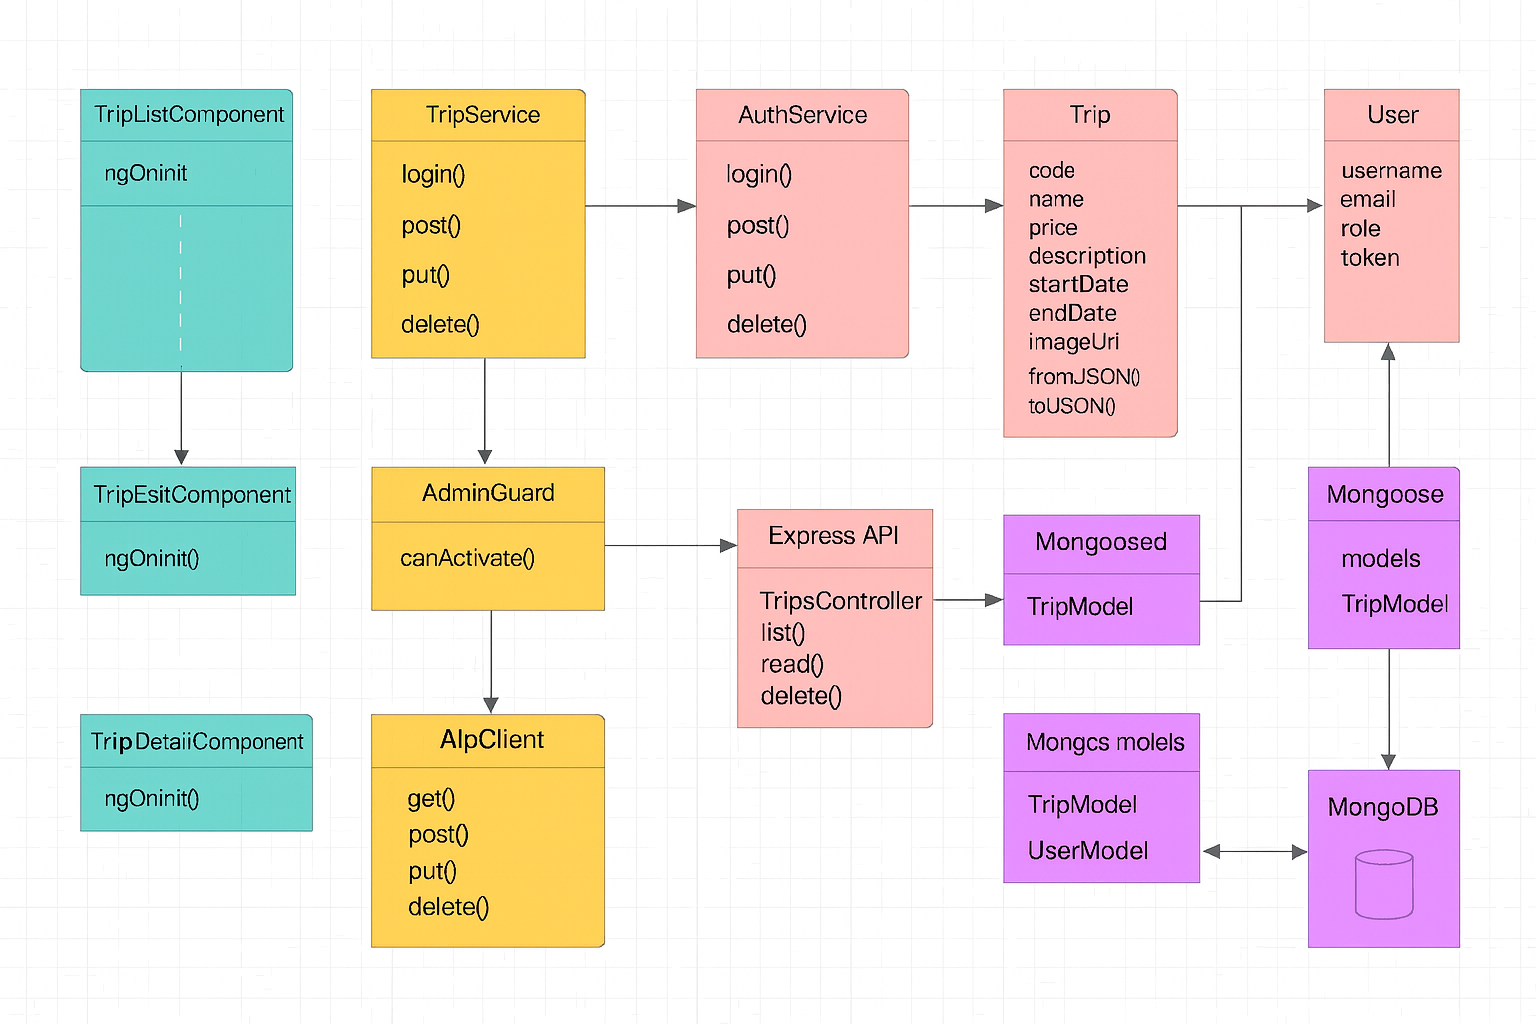 TripListComponent
ngOninit
TripService
login()
post()
put()
delete()
AuthService
login()
post()
put()
delete()
Trip
code
name
price
description
startDate
endDate
imageUri
fromJSON()
toUSON()
User
username
email
role
token
TripEsitComponent
ngOninit()
AdminGuard
canActivate()
Express API
TripsController
list()
read()
delete()
Mongoosed
TripModel
Mongoose
models
TripModel
TripDetaiiComponent
ngOninit()
AlpClient
get()
post()
put()
delete()
Mongcs molels
TripModel
UserModel
MongoDB